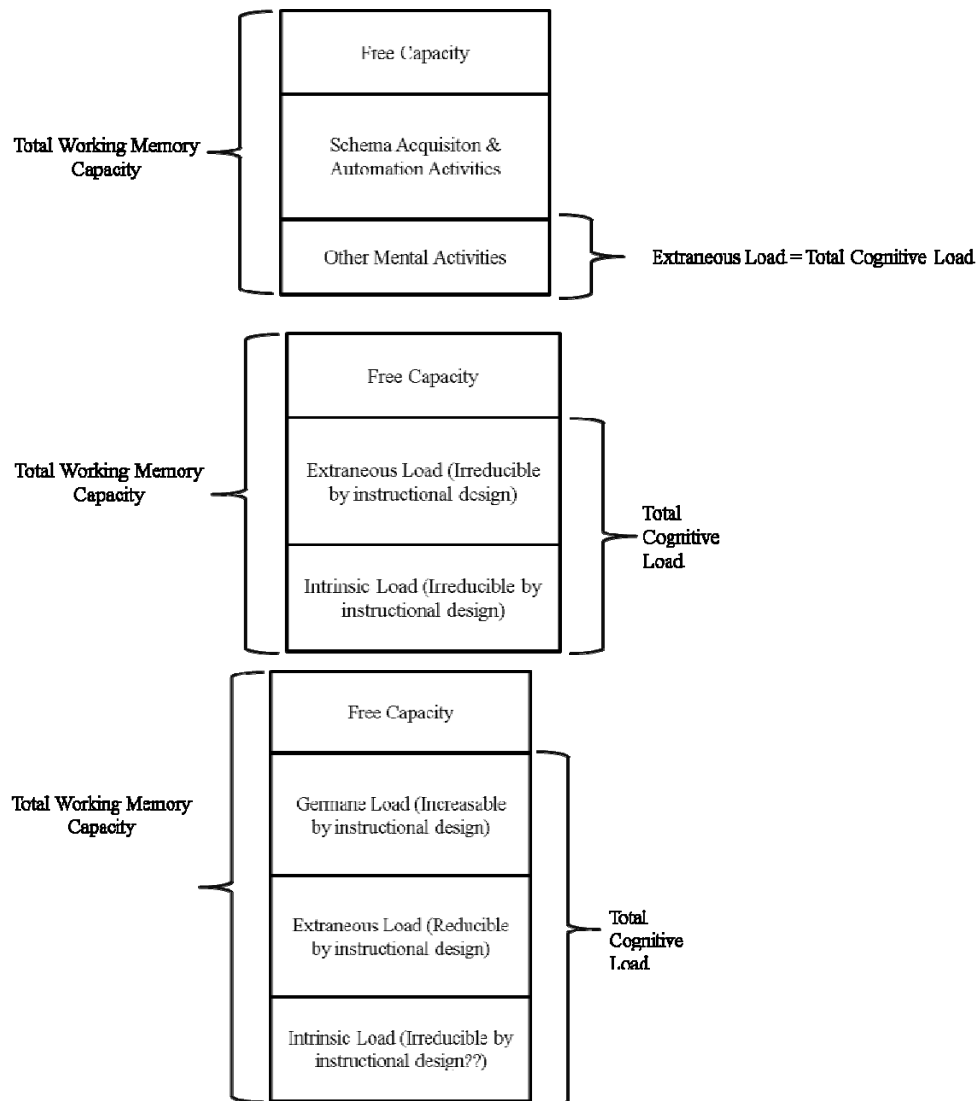 Free Capacity
Total Working Memory
Capacity
Schema Acquisiton &
Automation Activities
Other Mental Activities
Extraneous Load = Total Cognitive Load
Free Capacity
Total Working Memory
Capacity
Extraneous Load (Irreducible
by instructional design)
Total
Cognitive
Load
Intrinsic Load (Irreducible by
instructional design)
Free Capacity
Total Working Memory
Capacity
Germane Load (Increasable
by instructional design)
Extraneous Load (Reducible
by instructional design)
Total
Cognitive
Load
Intrinsic Load (Irreducible by
instructional design??)